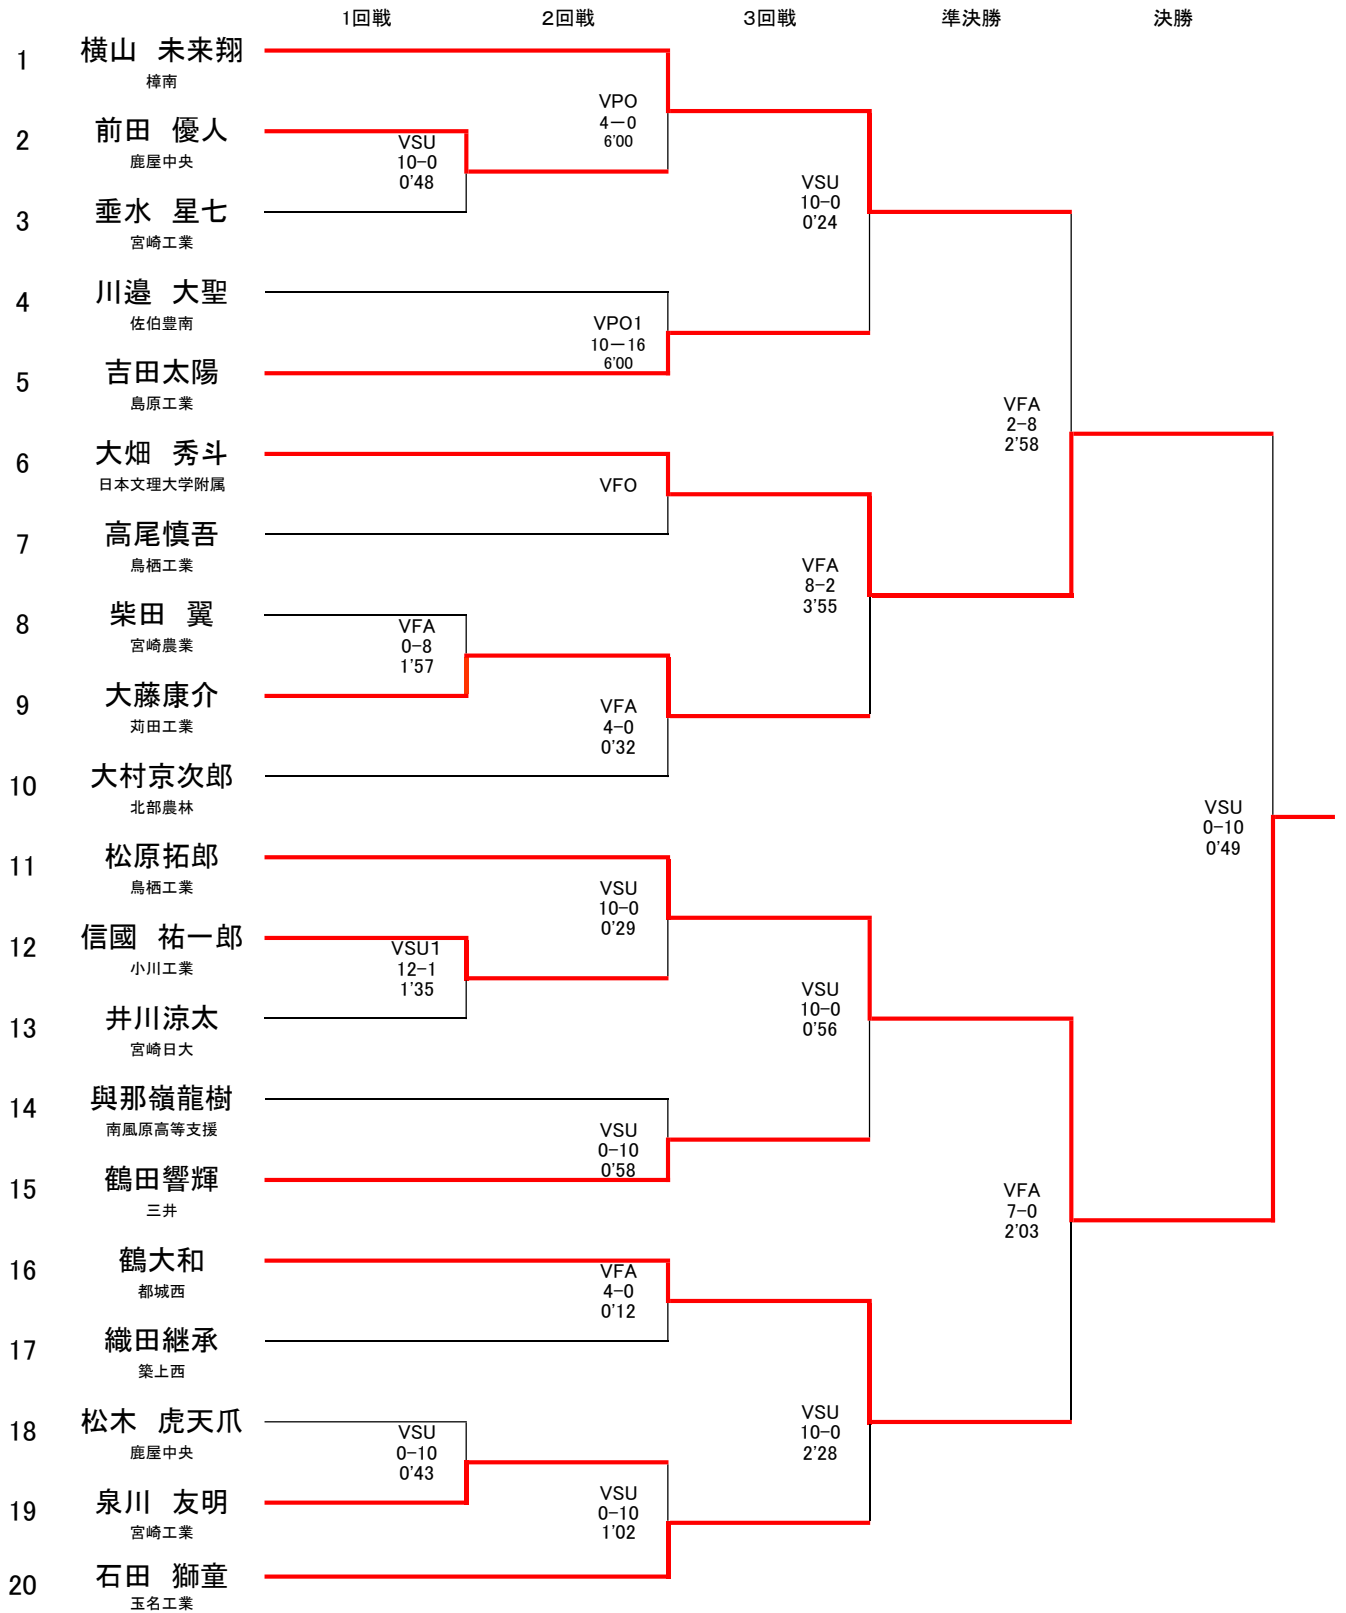 1回戦 2回戦 3回戦 準決勝 決勝
1 横山 未来翔
樟南
VPO
4-0
6'00
2 前田 優人
鹿屋中央
VSU
10-0
0'48
3 埀水 星七
宮崎工業
VSU
10-0
0'24
4 川邉 大聖
佐伯豊南
VPO1
10-16
6'00
5 吉田太陽
島原工業
VFA
2-8
2'58
6 大畑 秀斗
日本文理大学附属
VFO
7 高尾慎吾
鳥栖工業
VFA
8-2
3'55
8 柴田 翼
宮崎農業
VFA
0-8
1'57
9 大藤康介
苅田工業
VFA
4-0
0'32
10 大村京次郎
北部農林
VSU
0-10
0'49
11 松原拓郎
鳥栖工業
VSU
10-0
0'29
12 信國 祐一郎
小川工業
VSU1
12-1
1'35
13 井川涼太
宮崎日大
VSU
10-0
0'56
14 與那嶺龍樹
南風原高等支援
VSU
0-10
0'58
15 鶴田響輝
三井
VFA
7-0
2'03
16 鶴大和
都城西
VFA
4-0
0'12
17 織田継承
築上西
18 松木 虎天爪
鹿屋中央
VSU
0-10
0'43
VSU
10-0
2'28
19 泉川 友明
宮崎工業
VSU
0-10
1'02
20 石田 獅童
玉名工業